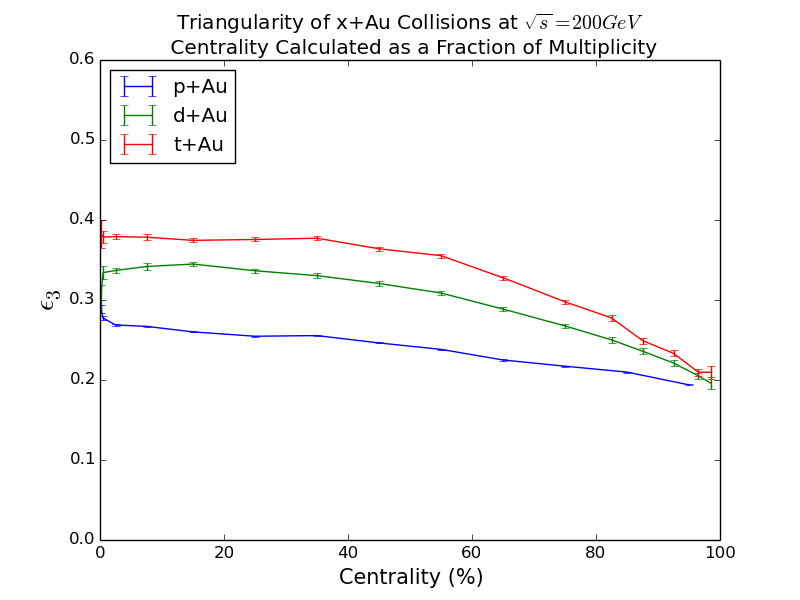 Triangularity of x+Au Collisions at √s = 200GeV
Centrality Calculated as a Fraction of Multiplicity
0.6
0.5
0.4
0.3
0.2
0.1
0.0
p+Au
d+Au
t+Au
ϵ3
0 20 40 60 80 100
Centrality (%)